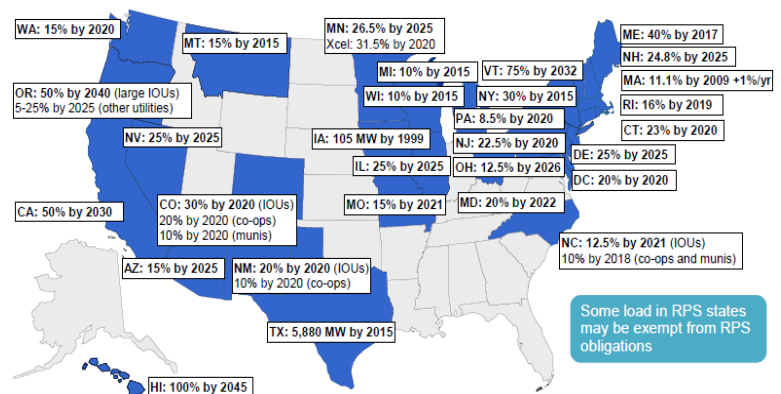 WA: 15% by 2020
MT: 15% by 2015
MN: 26.5% by 2025
Xcel: 31.5% by 2020
ME: 40% by 2017
NH: 24.8% by 2025
MI: 10% by 2015
VT: 75% by 2032
MA: 11.1% by 2009 +1%/yr
OR: 50% by 2040 (large IOUs)
5-25% by 2025 (other utilities)
WI: 10% by 2015
NY: 30% by 2015
RI: 16% by 2019
PA: 8.5% by 2020
CT: 23% by 2020
NV: 25% by 2025
IA: 105 MW by 1999
NJ: 22.5% by 2020
DE: 25% by 2025
IL: 25% by 2025
OH: 12.5% by 2026
DC: 20% by 2020
CA: 50% by 2030
CO: 30% by 2020 (IOUs)
20% by 2020 (co-ops)
10% by 2020 (munis)
MO: 15% by 2021
MD: 20% by 2022
NC: 12.5% by 2021 (IOUs)
10% by 2018 (co-ops and munis)
AZ: 15% by 2025
NM: 20% by 2020 (IOUs)
10% by 2020 (co-ops)
TX: 5,880 MW by 2015
Some load in RPS states
may be exempt from RPS
obligations
HI: 100% by 2045